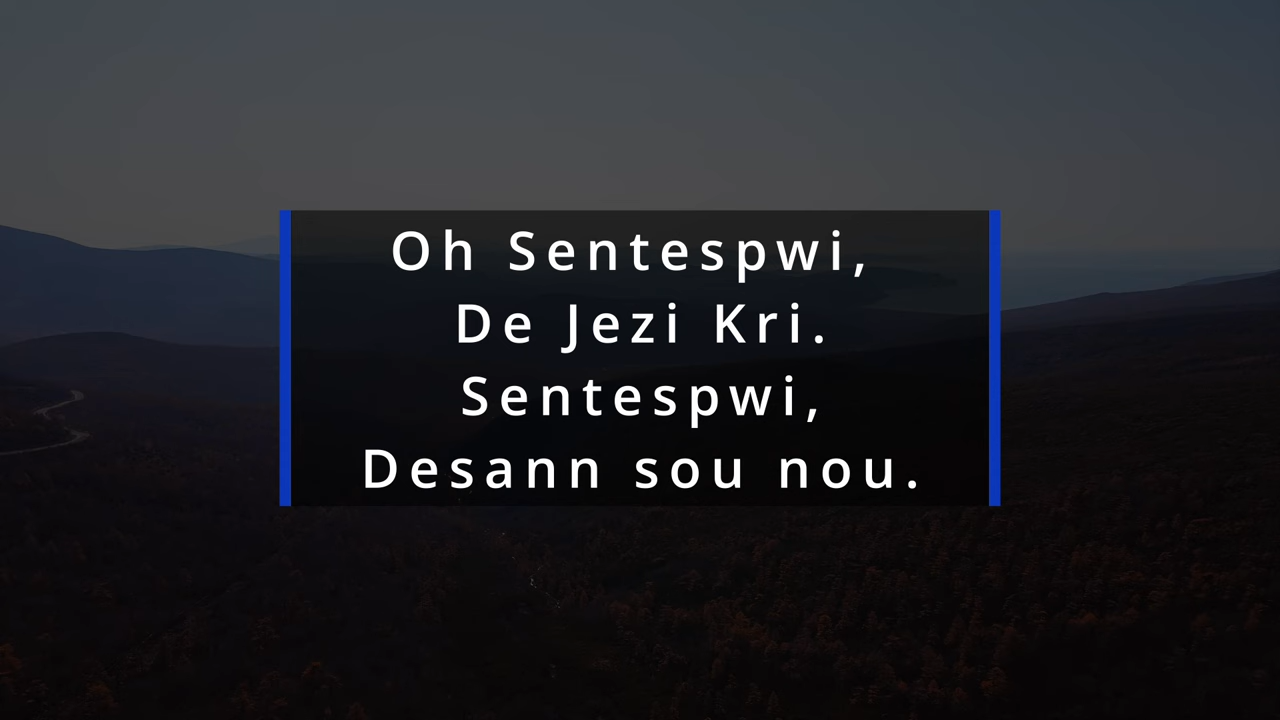 Oh Sentespwi,
De Jezi Kri.
Sentespwi,
Desann sou nou.